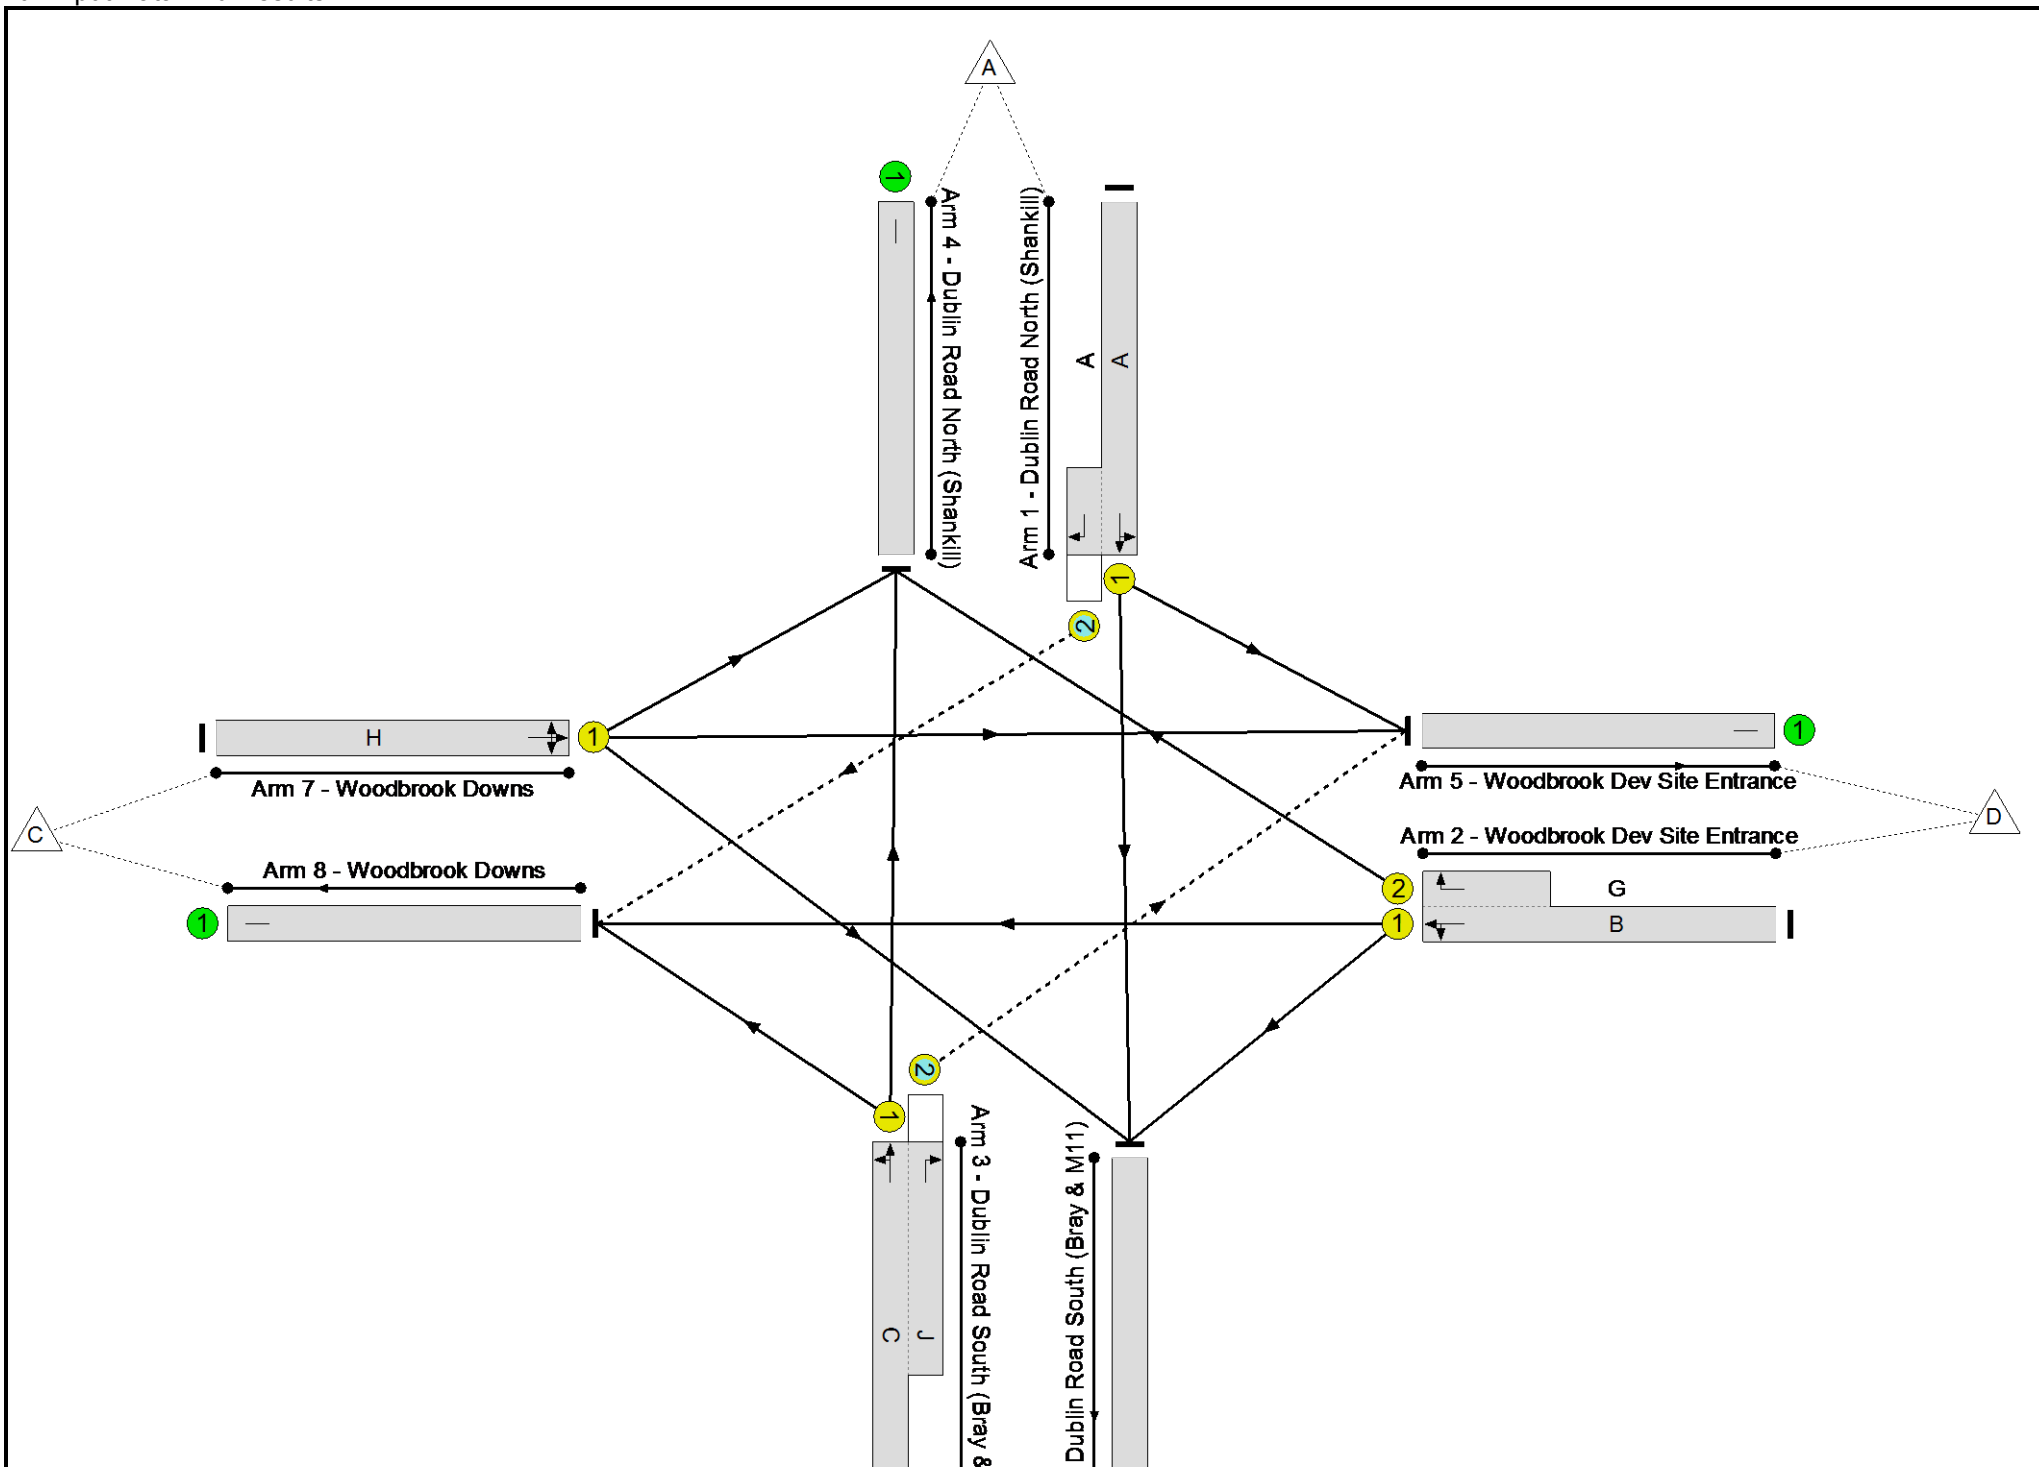 A
1
Arm 4 - Dublin Road North (Shankill)
Arm 1 - Dublin Road North (Shankill)
A
A
1
2
H
1
Arm 7 - Woodbrook Downs
C
Arm 8 - Woodbrook Downs
1
1
Arm 5 - Woodbrook Dev Site Entrance
D
Arm 2 - Woodbrook Dev Site Entrance
2
G
1
B
2
1
Arm 3 - Dublin Road South (Bray &
Dublin Road South (Bray & M11)
C
J